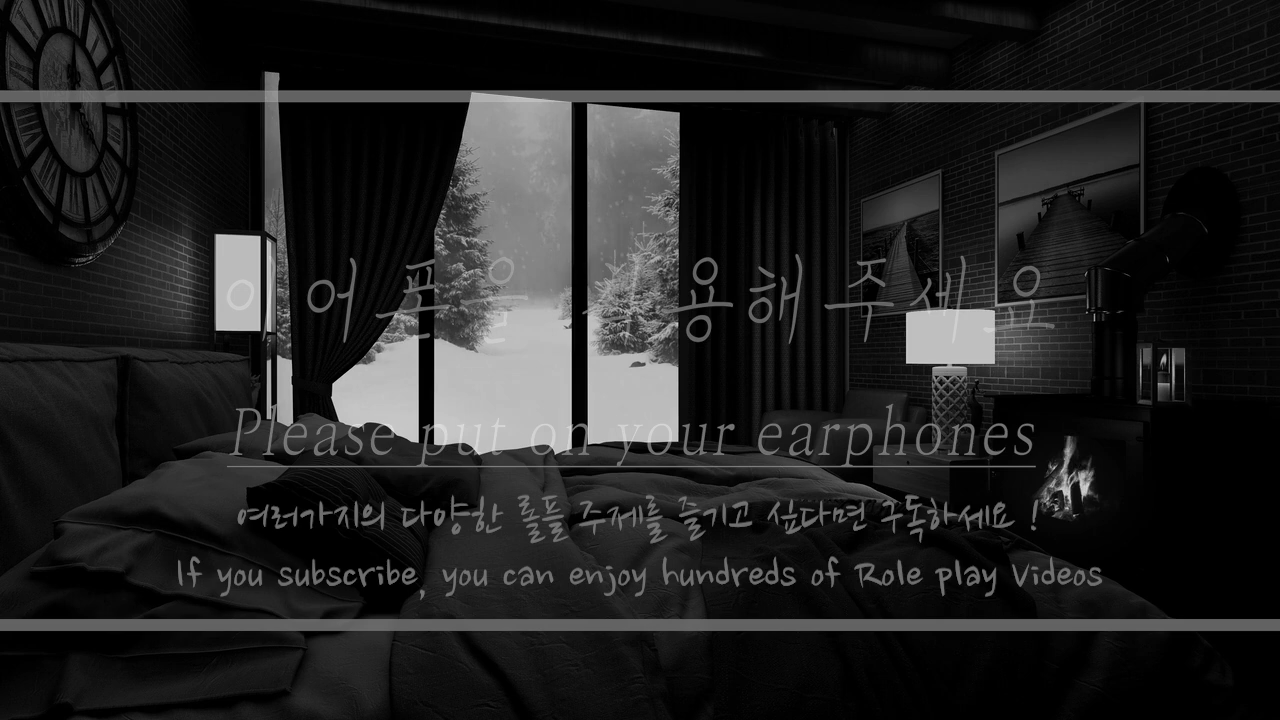 이어폰을 사용해주세요
Please put on your earphones
여러가지의 다양한 롤플 주제를 즐기고 싶다면 구독하세요 !
If you subscribe, you can enjoy hundreds of Role play Videos